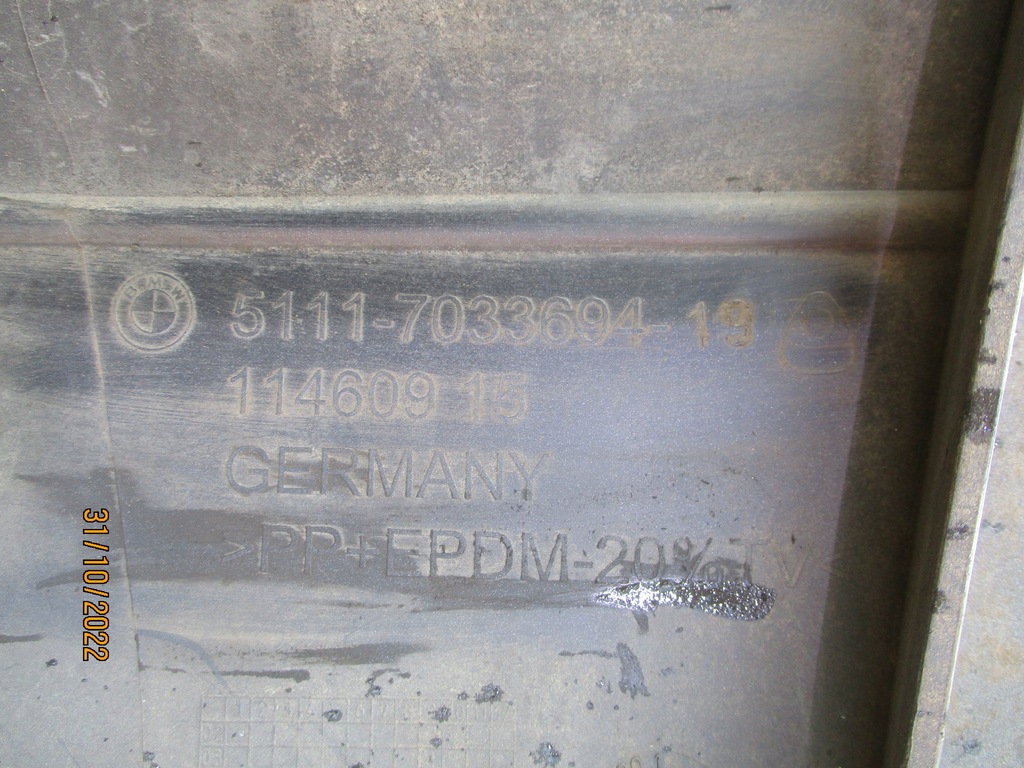 5111-7033694-19
114609 15
GERMANY
>PP+EPDM-20%TV<
31/10/2022